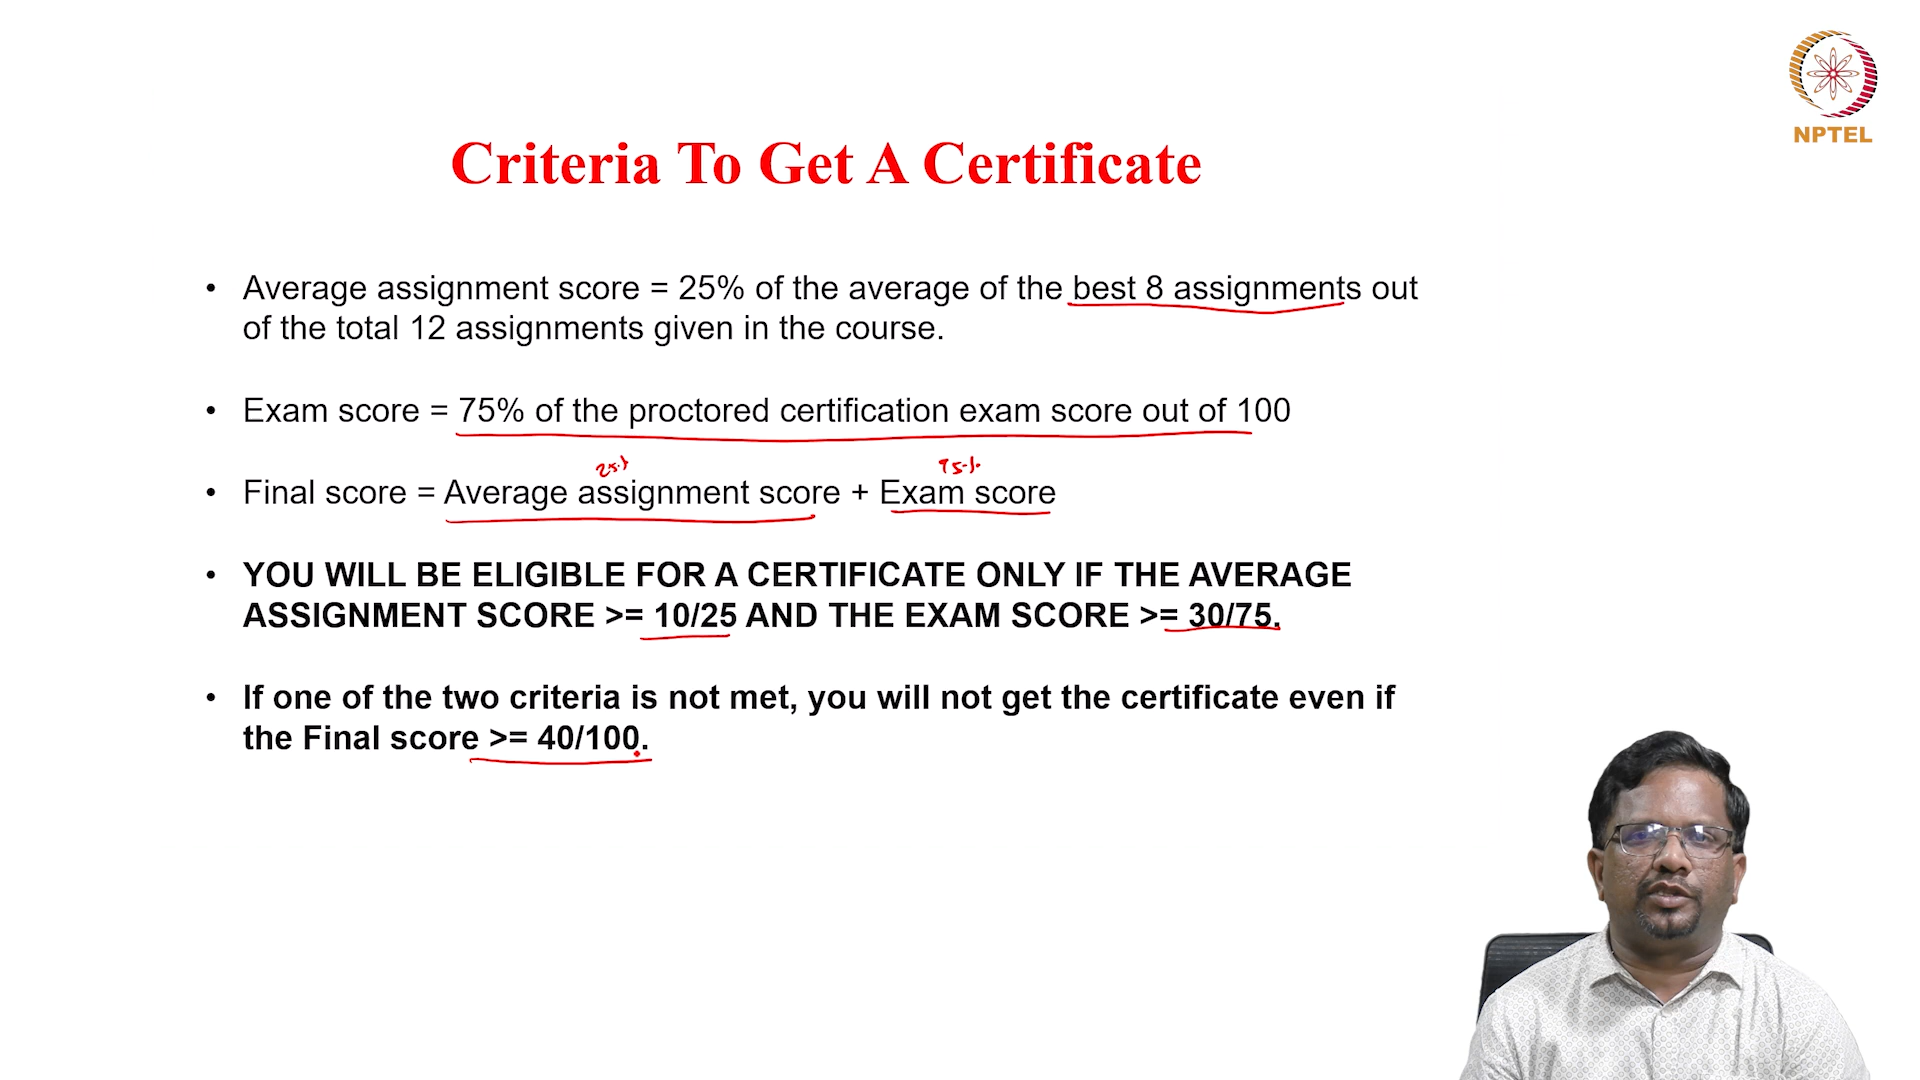 NPTEL
Criteria To Get A Certificate
• Average assignment score = 25% of the average of the best 8 assignments out
of the total 12 assignments given in the course.
• Exam score = 75% of the proctored certification exam score out of 100
25% 75%
• Final score = Average assignment score + Exam score
• YOU WILL BE ELIGIBLE FOR A CERTIFICATE ONLY IF THE AVERAGE
ASSIGNMENT SCORE >= 10/25 AND THE EXAM SCORE >= 30/75.
• If one of the two criteria is not met, you will not get the certificate even if
the Final score >= 40/100.